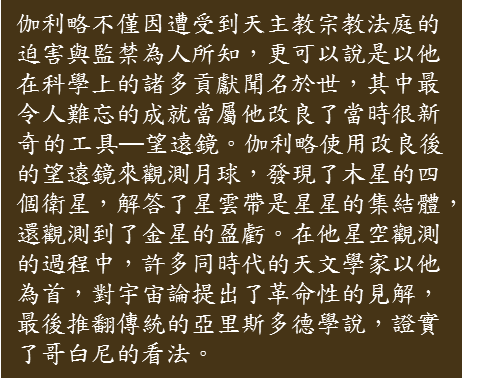 伽利略不僅因遭受到天主教宗教法庭的
迫害與監禁為人所知，更可以說是以他
在科學上的諸多貢獻聞名於世，其中最
令人難忘的成就當屬他改良了當時很新
奇的工具—望遠鏡。伽利略使用改良後
的望遠鏡來觀測月球，發現了木星的四
個衛星，解答了星雲帶是星星的集結體，
還觀測到了金星的盈虧。在他星空觀測
的過程中，許多同時代的天文學家以他
為首，對宇宙論提出了革命性的見解，
最後推翻傳統的亞里斯多德學說，證實
了哥白尼的看法。